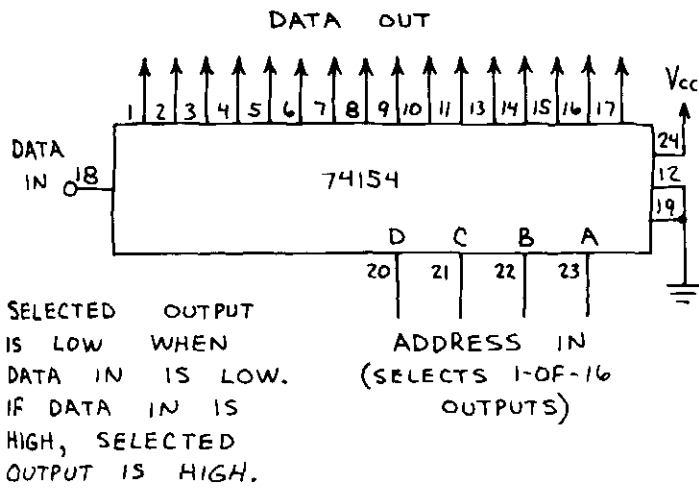 DATA OUT
1 2 3 4 5 6 7 8 9 10 11 13 14 15 16 17
Vcc
24
DATA
IN 18
74154
12
19
D C B A
20 21 22 23
SELECTED OUTPUT
IS LOW WHEN
DATA IN IS LOW.
IF DATA IN IS
HIGH, SELECTED
OUTPUT IS HIGH.
ADDRESS IN
(SELECTS 1-OF-16
OUTPUTS)